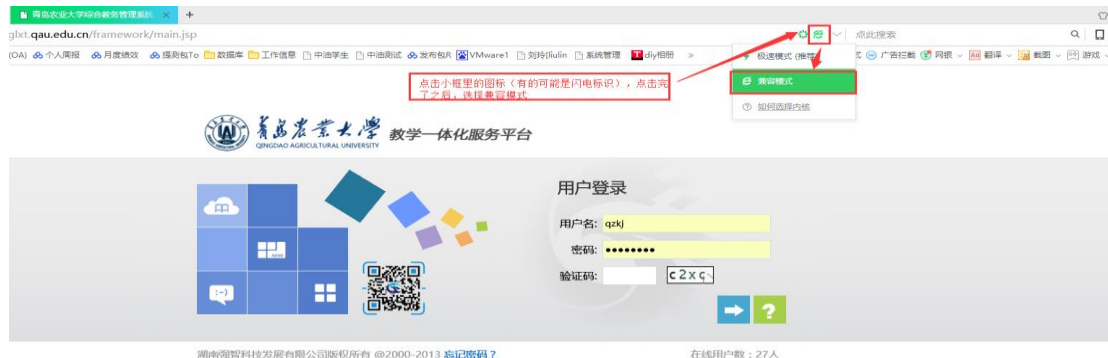 青岛农业大学综合教务管理系统 × +
glxt.qau.edu.cn/framework/main.jsp 点此搜索
(OA) 个人周报 月度绩效 数据库 工作信息 中油学生 中油测试 发布包R VMware1 刘玲(liulin 系统管理 diy相册 » 广告拦截 网银 翻译 截图 游戏
极速模式 (推荐)
兼容模式
如何选择内核
点击小框里的图标(有的可能是闪电标识),点击完
了之后,选择兼容模式
青岛农业大学 教学一体化服务平台
QINGDAO AGRICULTURAL UNIVERSITY
用户登录
用户名: qzkj
密码: ••••••••
验证码: c2xc
?
湖南强智科技发展有限公司版权所有 @2000-2013 忘记密码? 在线用户数:27人